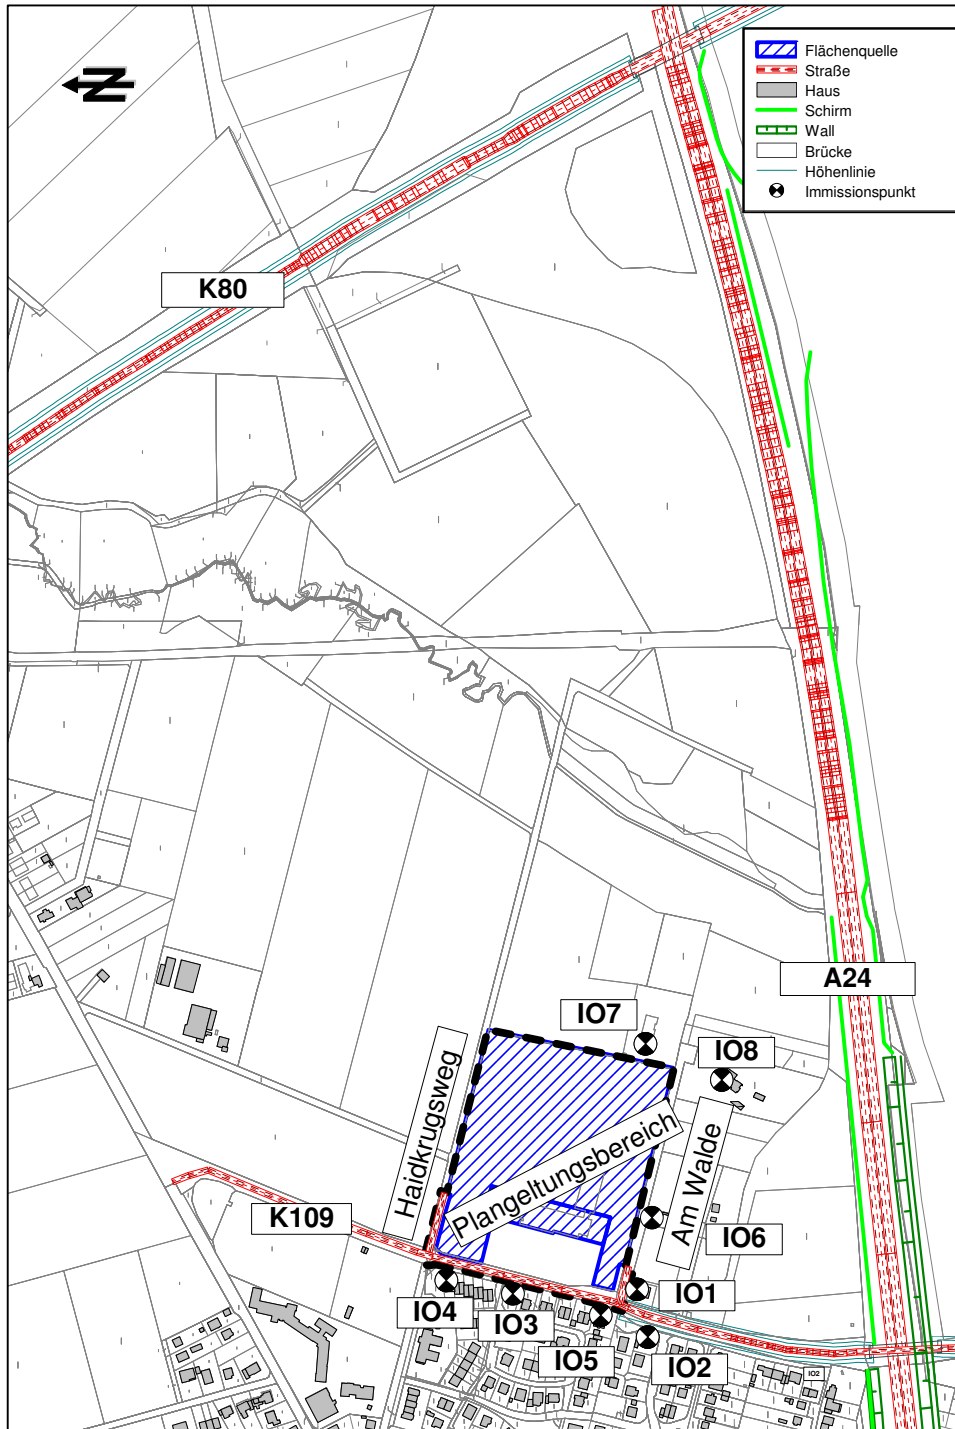 Flächenquelle
Straße
Haus
Schirm
Wall
Brücke
Höhenlinie
Immissionspunkt
N
K80
A24
IO7
IO8
Haidkrugsweg
Plangeltungsbereich
Am Walde
K109
IO6
IO1
IO4
IO3
IO5
IO2
IO2